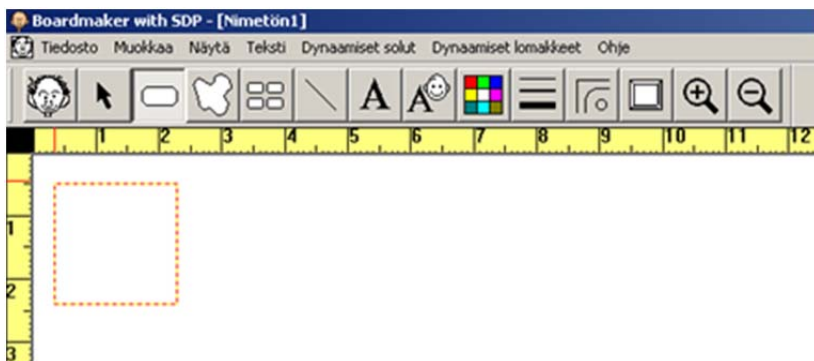 Boardmaker with SDP - [Nimetön1]
Tiedosto Muokkaa Näytä Teksti Dynaamiset solut Dynaamiset lomakkeet Ohje
A A
1 2 3 4 5 6 7 8 9 10 11 12
1
2
3